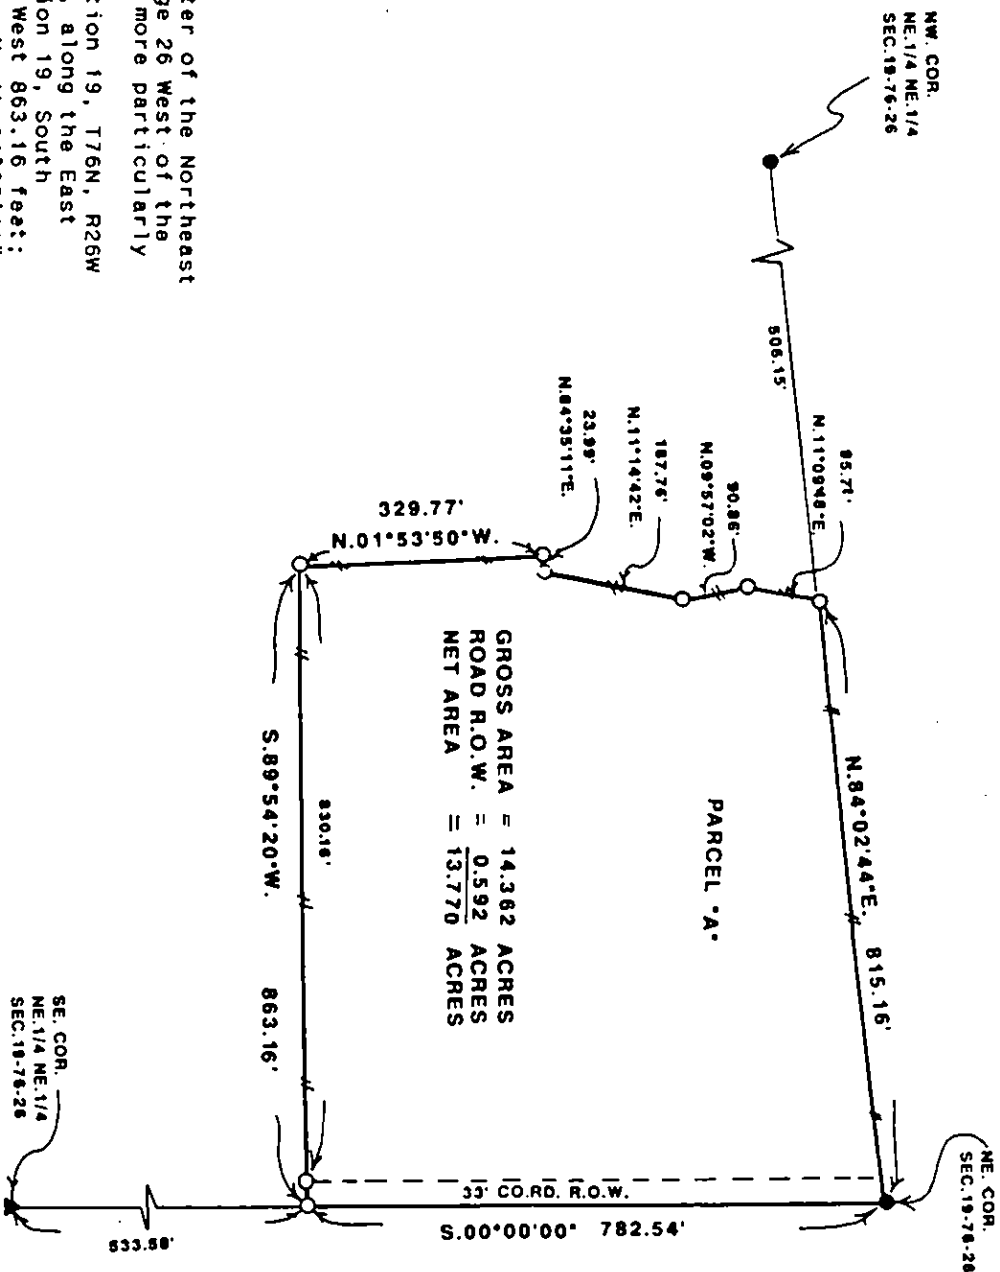 NW. COR.
NE.1/4 NE.1/4
SEC.19-76-26
506.15'
95.71'
N.11°09'48"E.
90.86'
N.09°57'02"W.
187.76'
N.11°14'42"E.
23.99'
N.84°35'11"E.
329.77'
N.01°53'50"W.
N.84°02'44"E. 815.16'
PARCEL "A"
GROSS AREA = 14.362 ACRES
ROAD R.O.W. = 0.592 ACRES
NET AREA = 13.770 ACRES
830.16'
S.89°54'20"W. 863.16'
33' CO.RD. R.O.W.
S.00°00'00" 782.54'
NE. COR.
SEC.19-76-26
SE. COR.
NE.1/4 NE.1/4
SEC.19-76-26
533.58'
ter of the Northeast
ge 26 West of the
more particularly
tion 19, T76N, R26W
, along the East
ion 19, South
West 863.16 feet;